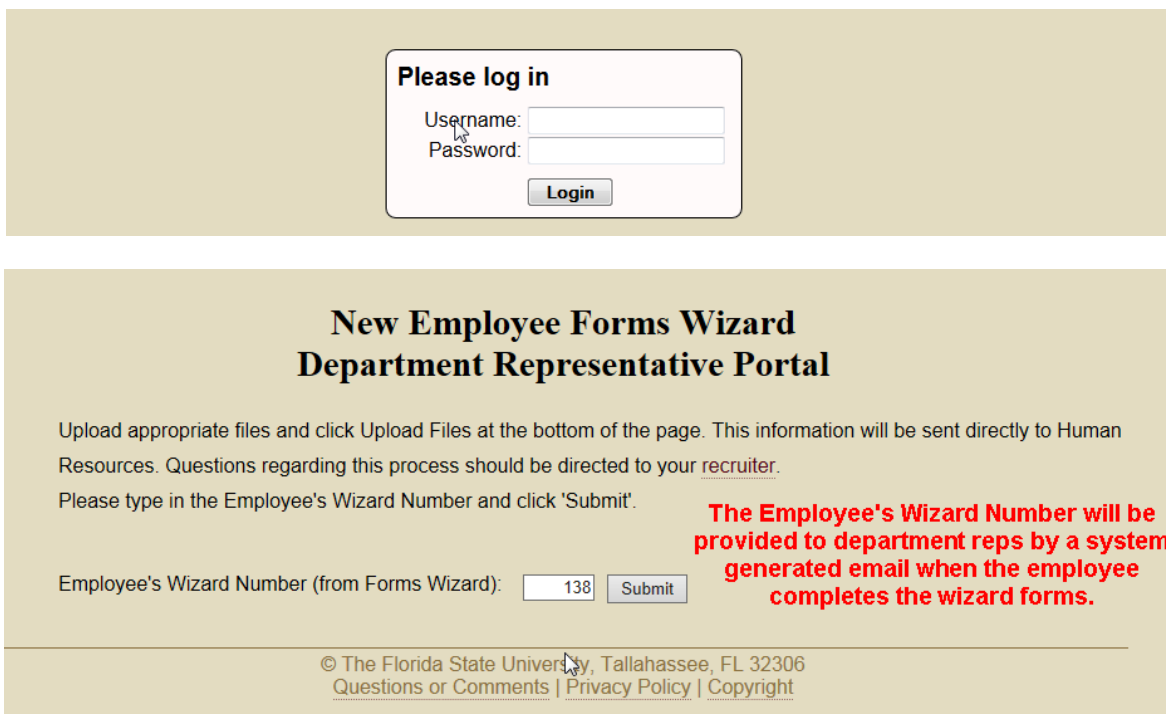 Please log in
Username:
Password:
Login
New Employee Forms Wizard
Department Representative Portal
Upload appropriate files and click Upload Files at the bottom of the page. This information will be sent directly to Human
Resources. Questions regarding this process should be directed to your recruiter.
Please type in the Employee's Wizard Number and click 'Submit'.
The Employee's Wizard Number will be
provided to department reps by a system
generated email when the employee
completes the wizard forms.
Employee's Wizard Number (from Forms Wizard): 138 Submit
© The Florida State University, Tallahassee, FL 32306
Questions or Comments | Privacy Policy | Copyright